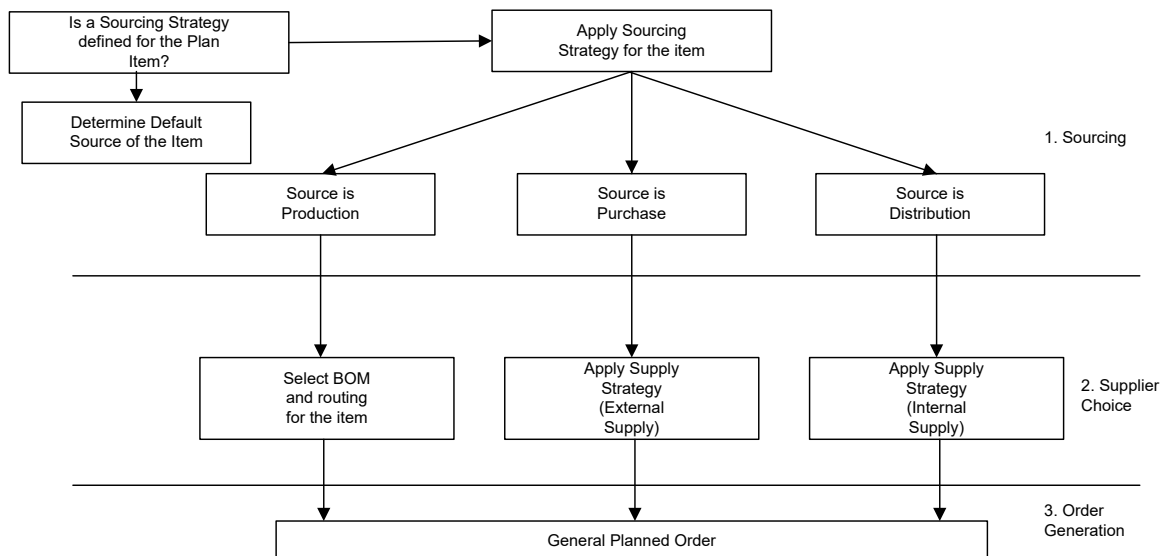 Is a Sourcing Strategy
defined for the Plan
Item?
Apply Sourcing
Strategy for the item
Determine Default
Source of the Item
1. Sourcing
Source is
Production
Source is
Purchase
Source is
Distribution
Select BOM
and routing
for the item
Apply Supply
Strategy
(External
Supply)
Apply Supply
Strategy
(Internal
Supply)
2. Supplier
Choice
3. Order
Generation
General Planned Order